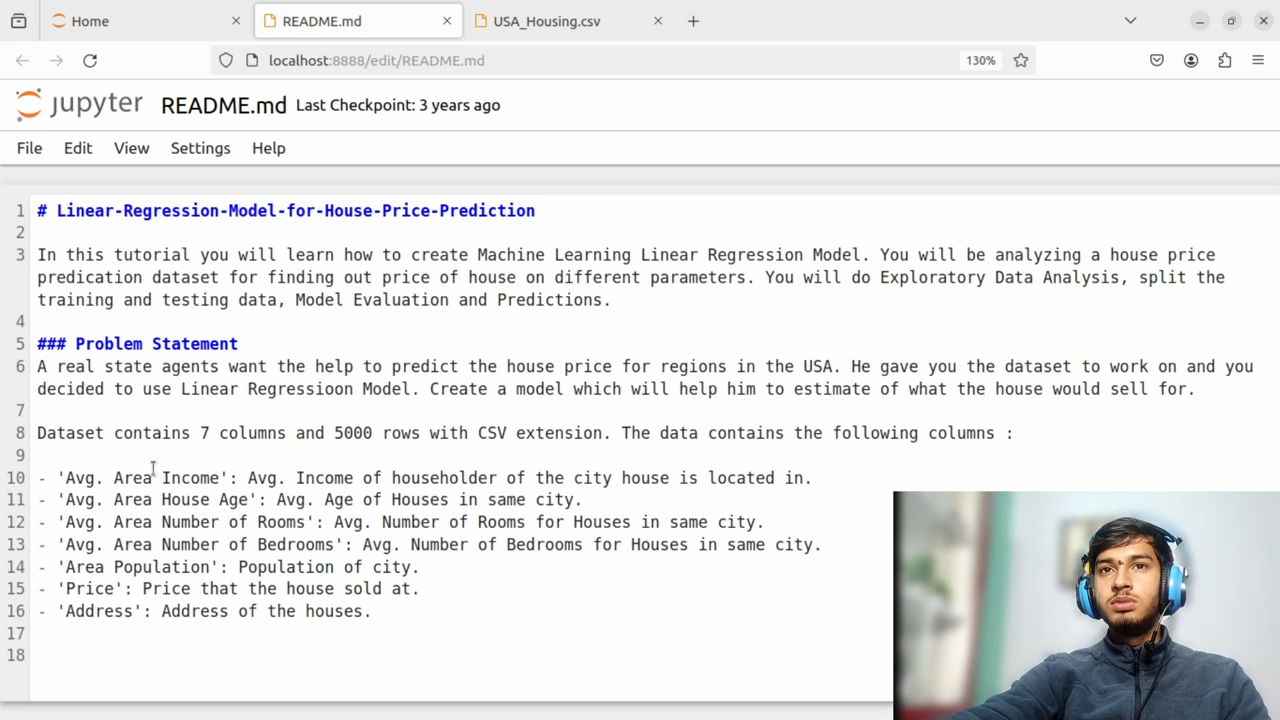 Home
README.md
USA_Housing.csv
localhost:8888/edit/README.md
130%
jupyter README.md Last Checkpoint: 3 years ago
File Edit View Settings Help
1 # Linear-Regression-Model-for-House-Price-Prediction
2
3 In this tutorial you will learn how to create Machine Learning Linear Regression Model. You will be analyzing a house price
predication dataset for finding out price of house on different parameters. You will do Exploratory Data Analysis, split the
training and testing data, Model Evaluation and Predictions.
4
5 ### Problem Statement
6 A real state agents want the help to predict the house price for regions in the USA. He gave you the dataset to work on and you
decided to use Linear Regressioon Model. Create a model which will help him to estimate of what the house would sell for.
7
8 Dataset contains 7 columns and 5000 rows with CSV extension. The data contains the following columns :
9
10 - 'Avg. Area Income': Avg. Income of householder of the city house is located in.
11 - 'Avg. Area House Age': Avg. Age of Houses in same city.
12 - 'Avg. Area Number of Rooms': Avg. Number of Rooms for Houses in same city.
13 - 'Avg. Area Number of Bedrooms': Avg. Number of Bedrooms for Houses in same city.
14 - 'Area Population': Population of city.
15 - 'Price': Price that the house sold at.
16 - 'Address': Address of the houses.
17
18